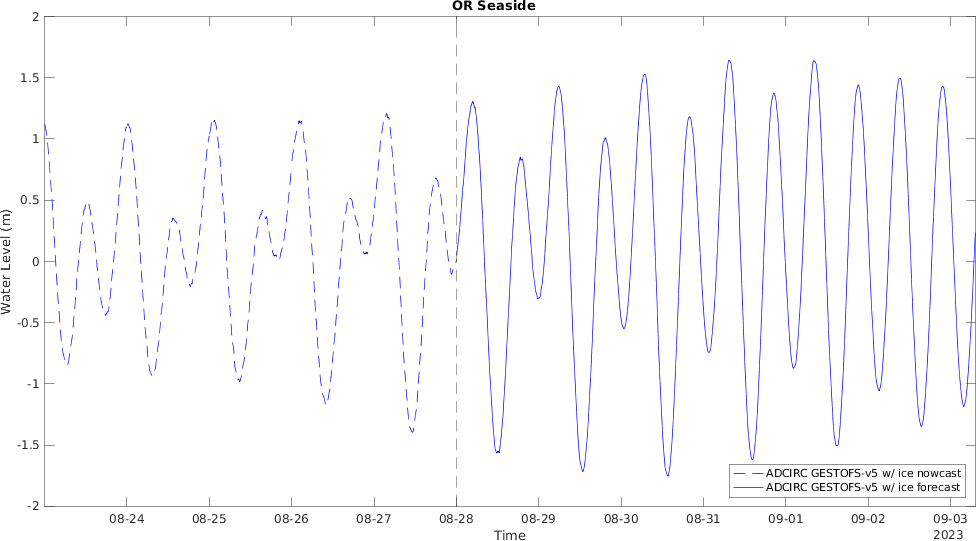 OR Seaside
Water Level (m)
2
1.5
1
0.5
0
-0.5
-1
-1.5
-2
ADCIRC GESTOFS-v5 w/ ice nowcast
ADCIRC GESTOFS-v5 w/ ice forecast
08-24 08-25 08-26 08-27 08-28 08-29 08-30 08-31 09-01 09-02 09-03
2023
Time